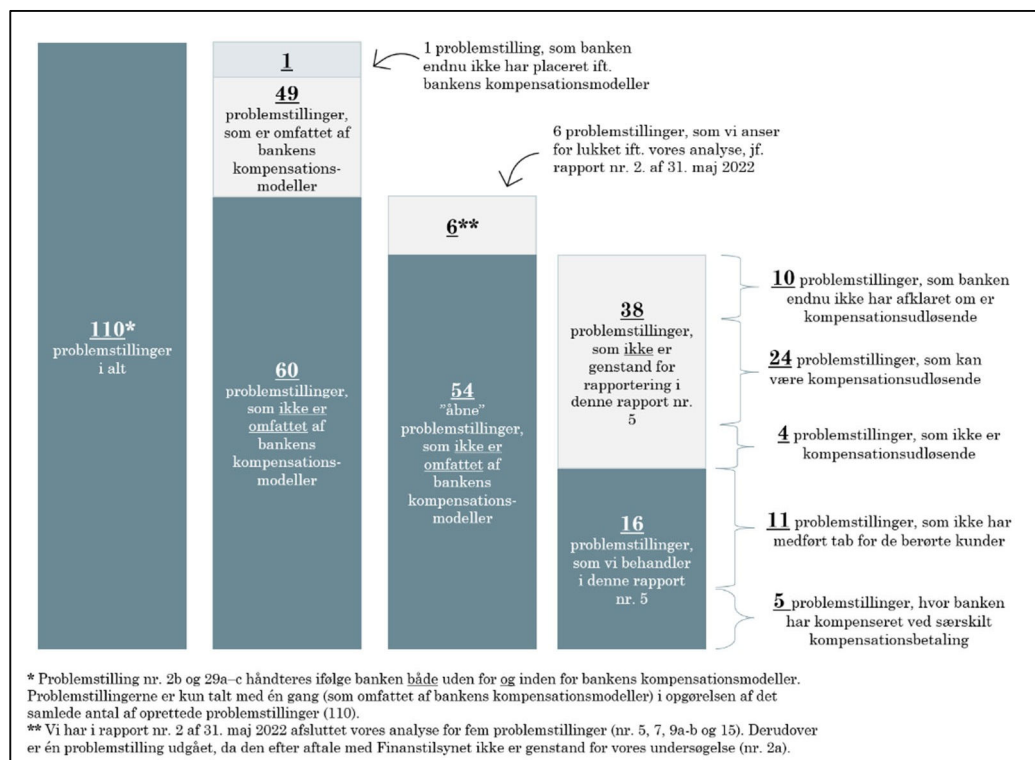 110*
problemstillinger
i alt
1
49
problemstillinger,
som er omfattet af
bankens
kompensations-
modeller
60
problemstillinger,
som ikke er
omfattet af
bankens
kompensations-
modeller
1 problemstilling, som banken
endnu ikke har placeret ift.
bankens kompensationsmodeller
6 problemstillinger, som vi anser
for lukket ift. vores analyse, jf.
rapport nr. 2. af 31. maj 2022
6**
54
”åbne”
problemstillinger,
som ikke er
omfattet af
bankens
kompensations-
modeller
38
problemstillinger,
som ikke er
genstand for
rapportering i
denne rapport nr.
5
16
problemstillinger,
som vi behandler
i denne rapport
nr. 5
10 problemstillinger, som banken
endnu ikke har afklaret om er
kompensationsudløsende
24 problemstillinger, som kan
være kompensationsudløsende
4 problemstillinger, som ikke er
kompensationsudløsende
11 problemstillinger, som ikke har
medført tab for de berørte kunder
5 problemstillinger, hvor banken
har kompenseret ved særskilt
kompensationsbetaling
* Problemstilling nr. 2b og 29a–c håndteres ifølge banken både uden for og inden for bankens kompensationsmodeller.
Problemstillingerne er kun talt med én gang (som omfattet af bankens kompensationsmodeller) i opgørelsen af det
samlede antal af oprettede problemstillinger (110).
** Vi har i rapport nr. 2 af 31. maj 2022 afsluttet vores analyse for fem problemstillinger (nr. 5, 7, 9a-b og 15). Derudover
er én problemstilling udgået, da den efter aftale med Finanstilsynet ikke er genstand for vores undersøgelse (nr. 2a).